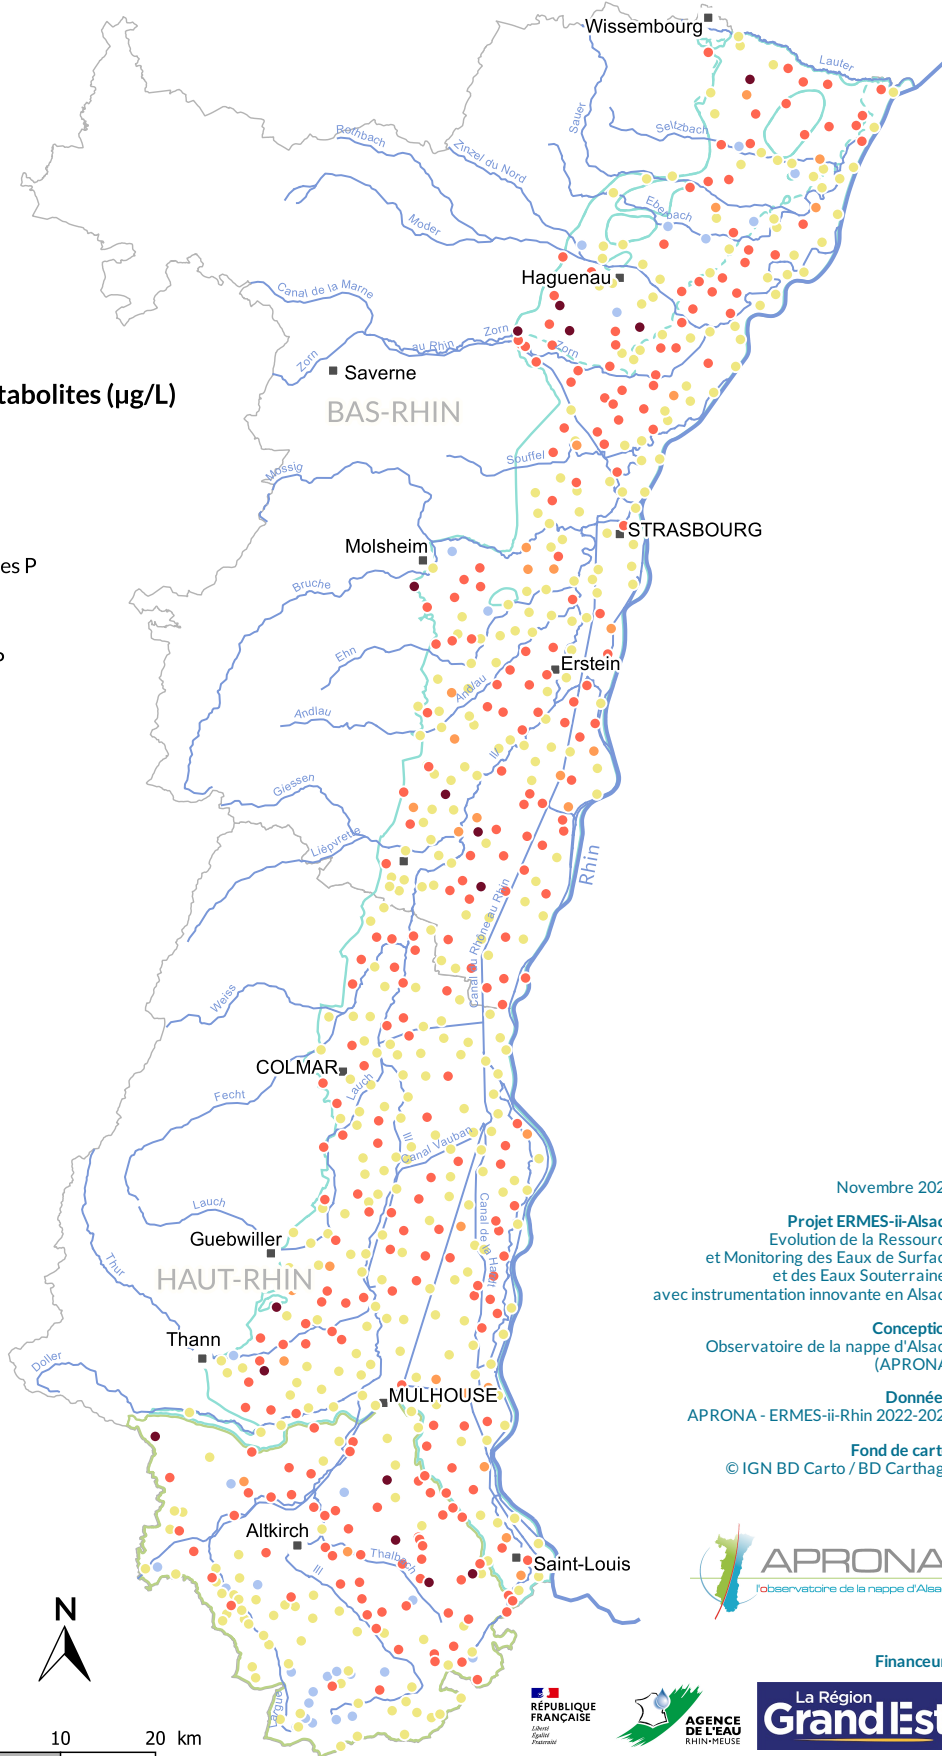 Wissembourg
Lauter
Sauer
Seltzbach
Rothbach
Zinzel du Nord
Eberbach
Moder
Haguenau
Canal de la Marne
au Rhin
Zorn
Zorn
Zorn
Saverne
tabolites (µg/L)
BAS-RHIN
Souffel
Mossig
STRASBOURG
Molsheim
es P
Bruche
Ehn
P
Erstein
Andlau
Andlau
Ill
Giessen
Liepvrette
Rhin
Canal du Rhône au Rhin
Weiss
COLMAR
Lauch
Fecht
Ill
Canal Vauban
Lauch
Canal de la Hardt
Guebwiller
Thur
HAUT-RHIN
Thann
Doller
MULHOUSE
Altkirch
Thalbach
Ill
Saint-Louis
Largue
Novembre 202
Projet ERMES-ii-Alsac
Evolution de la Ressourc
et Monitoring des Eaux de Surfac
et des Eaux Souterraine
avec instrumentation innovante en Alsac
Conceptio
Observatoire de la nappe d'Alsac
(APRONA
Donnée
APRONA - ERMES-ii-Rhin 2022-202
Fond de cart
© IGN BD Carto / BD Carthag
APRONA
l'observatoire de la nappe d'Alsa
Financeur
N
10 20 km
RÉPUBLIQUE
FRANÇAISE
Liberté
Égalité
Fraternité
AGENCE
DE L'EAU
RHIN•MEUSE
La Région
GrandEst